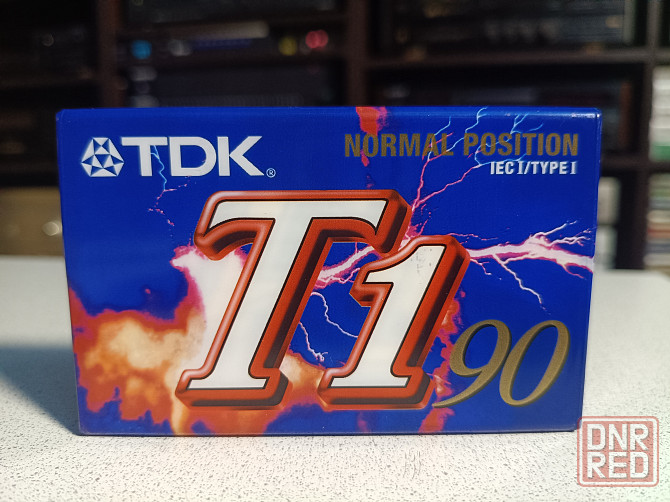 TDK®
NORMAL POSITION
IEC I/TYPE I
T1
90
DNR
RED